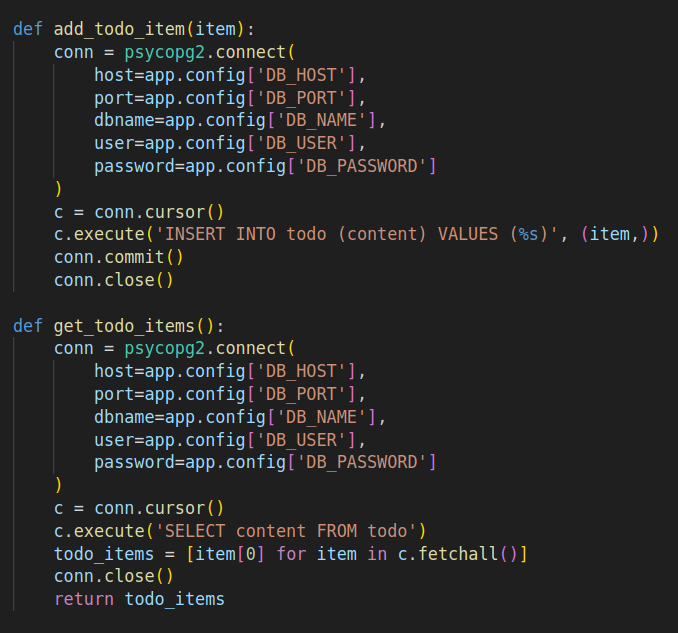 def add_todo_item(item):
    conn = psycopg2.connect(
        host=app.config['DB_HOST'],
        port=app.config['DB_PORT'],
        dbname=app.config['DB_NAME'],
        user=app.config['DB_USER'],
        password=app.config['DB_PASSWORD']
    )
    c = conn.cursor()
    c.execute('INSERT INTO todo (content) VALUES (%s)', (item,))
    conn.commit()
    conn.close()

def get_todo_items():
    conn = psycopg2.connect(
        host=app.config['DB_HOST'],
        port=app.config['DB_PORT'],
        dbname=app.config['DB_NAME'],
        user=app.config['DB_USER'],
        password=app.config['DB_PASSWORD']
    )
    c = conn.cursor()
    c.execute('SELECT content FROM todo')
    todo_items = [item[0] for item in c.fetchall()]
    conn.close()
    return todo_items